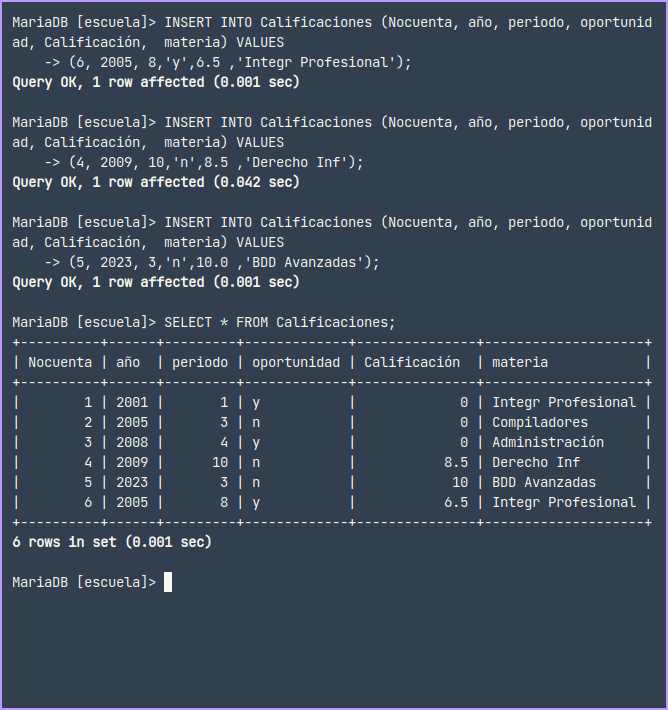 MariaDB [escuela]> INSERT INTO Calificaciones (Nocuenta, año, periodo, oportunid
ad, Calificación,  materia) VALUES
    -> (6, 2005, 8,'y',6.5 ,'Integr Profesional');
Query OK, 1 row affected (0.001 sec)

MariaDB [escuela]> INSERT INTO Calificaciones (Nocuenta, año, periodo, oportunid
ad, Calificación,  materia) VALUES
    -> (4, 2009, 10,'n',8.5 ,'Derecho Inf');
Query OK, 1 row affected (0.042 sec)

MariaDB [escuela]> INSERT INTO Calificaciones (Nocuenta, año, periodo, oportunid
ad, Calificación,  materia) VALUES
    -> (5, 2023, 3,'n',10.0 ,'BDD Avanzadas');
Query OK, 1 row affected (0.001 sec)

MariaDB [escuela]> SELECT * FROM Calificaciones;
+----------+------+---------+-------------+---------------+--------------------+
| Nocuenta | año  | periodo | oportunidad | Calificación  | materia            |
+----------+------+---------+-------------+---------------+--------------------+
|        1 | 2001 |       1 | y           |             0 | Integr Profesional |
|        2 | 2005 |       3 | n           |             0 | Compiladores       |
|        3 | 2008 |       4 | y           |             0 | Administración     |
|        4 | 2009 |      10 | n           |           8.5 | Derecho Inf        |
|        5 | 2023 |       3 | n           |            10 | BDD Avanzadas      |
|        6 | 2005 |       8 | y           |           6.5 | Integr Profesional |
+----------+------+---------+-------------+---------------+--------------------+
6 rows in set (0.001 sec)

MariaDB [escuela]>